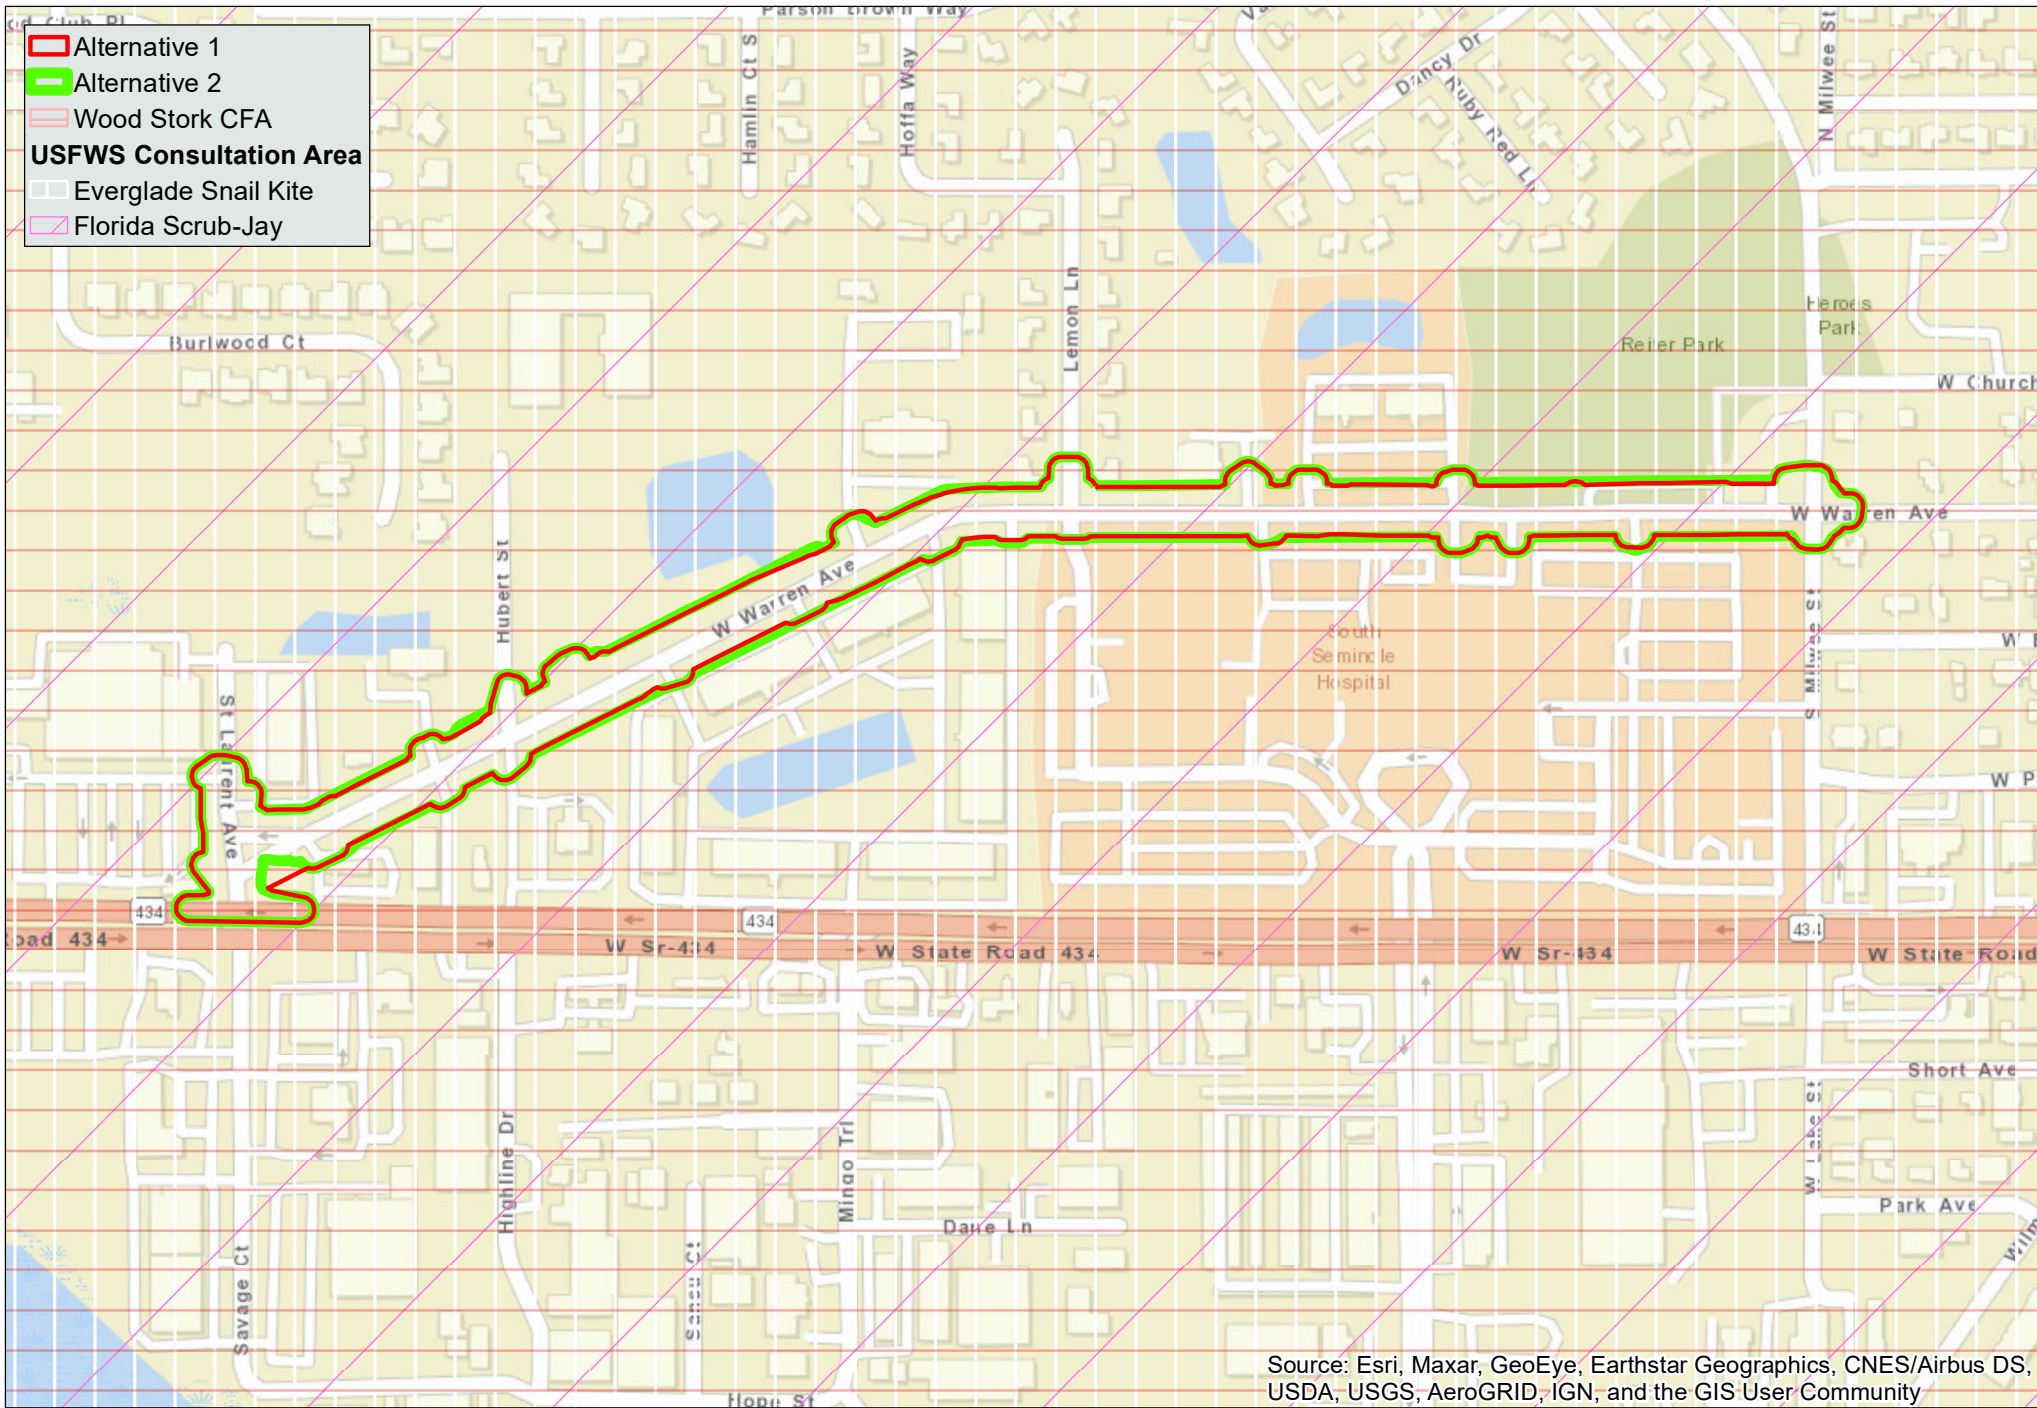 Parson Brown Way
Alternative 1
Alternative 2
Wood Stork CFA
USFWS Consultation Area
Everglade Snail Kite
Florida Scrub-Jay
Hamlin Ct S
Hoffa Way
Dancy Dr
Ruby Red Ln
N Milwee St
Lemon Ln
Burlwood Ct
Heroes
Park
Reiter Park
W Church
W Warren Ave
Hubert St
W Warren Ave
South
Seminole
Hospital
S Milwee St
St Laurent Ave
W P
434
434
434
Road 434
W Sr-434
W State Road 434
W Sr-434
W State Road
Short Ave
Highline Dr
Mingo Trl
Park Ave
Savage Ct
Hope St
Source: Esri, Maxar, GeoEye, Earthstar Geographics, CNES/Airbus DS,
USDA, USGS, AeroGRID, IGN, and the GIS User Community